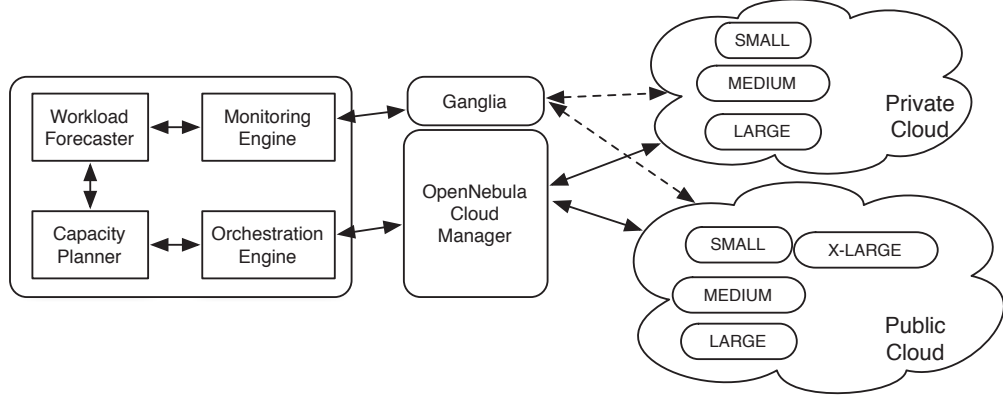 Workload
Forecaster
Monitoring
Engine
Capacity
Planner
Orchestration
Engine
Ganglia
OpenNebula
Cloud
Manager
SMALL
MEDIUM
LARGE
Private
Cloud
SMALL
X-LARGE
MEDIUM
LARGE
Public
Cloud